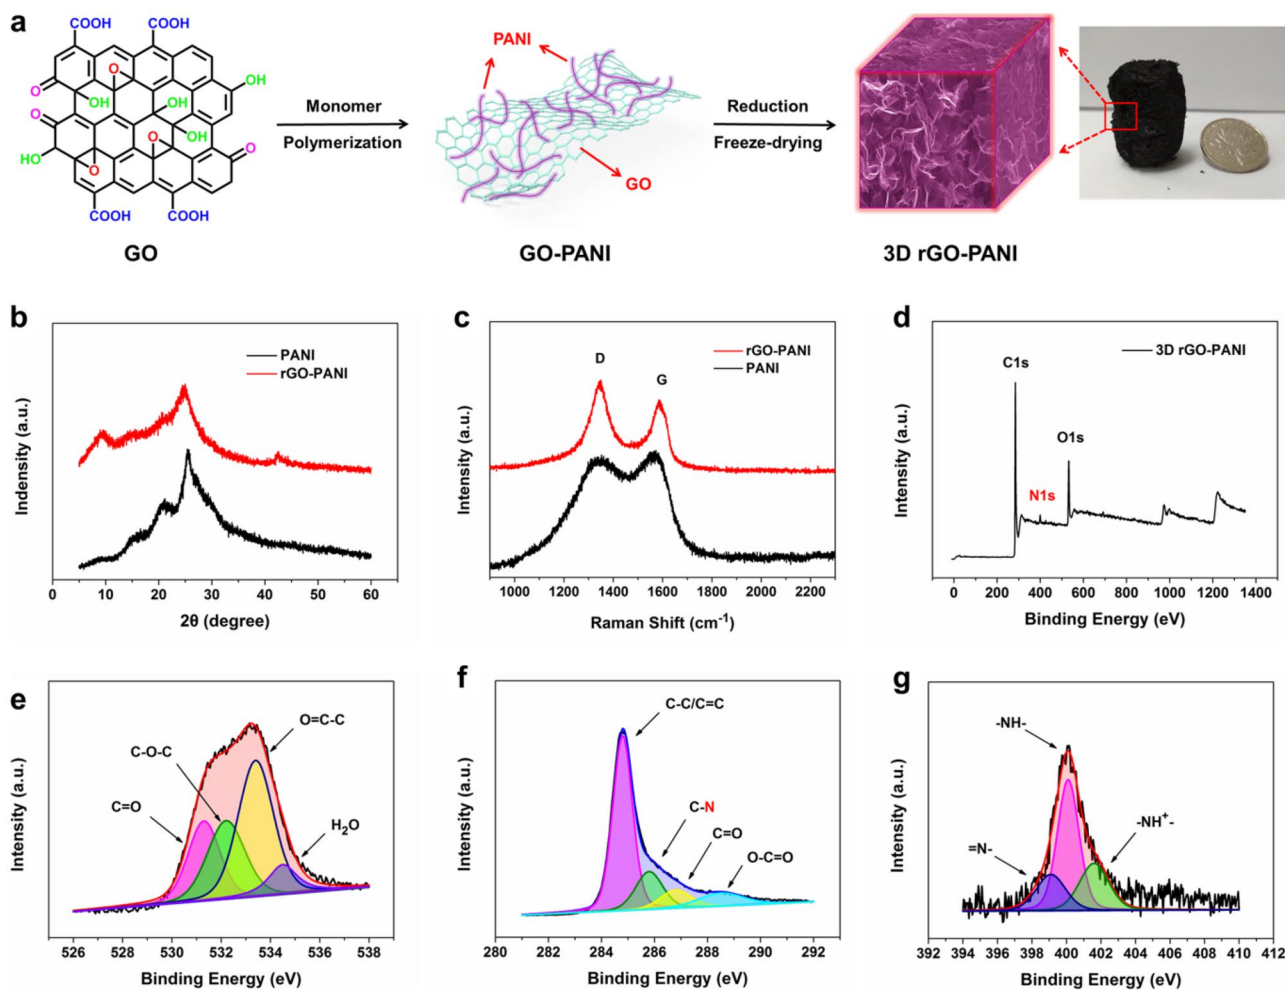 a
COOH COOH
O OH
O OH OH
O O OH
HO O O
COOH COOH
GO
Monomer
Polymerization
PANI
GO
GO-PANI
Reduction
Freeze-drying
3D rGO-PANI
b
Indensity (a.u.)
PANI
rGO-PANI
0 10 20 30 40 50 60
2θ (degree)
c
Intensity (a.u.)
D
G
rGO-PANI
PANI
1000 1200 1400 1600 1800 2000 2200
Raman Shift (cm⁻¹)
d
Intensity (a.u.)
3D rGO-PANI
C1s
O1s
N1s
0 200 400 600 800 1000 1200 1400
Binding Energy (eV)
e
Intensity (a.u.)
O=C-C
C-O-C
C=O
H₂O
526 528 530 532 534 536 538
Binding Energy (eV)
f
Intensity (a.u.)
C-C/C=C
C-N
C=O
O-C=O
280 282 284 286 288 290 292
Binding Energy (eV)
g
Intensity (a.u.)
-NH-
-NH⁺-
=N-
392 394 396 398 400 402 404 406 408 410 412
Binding Energy (eV)